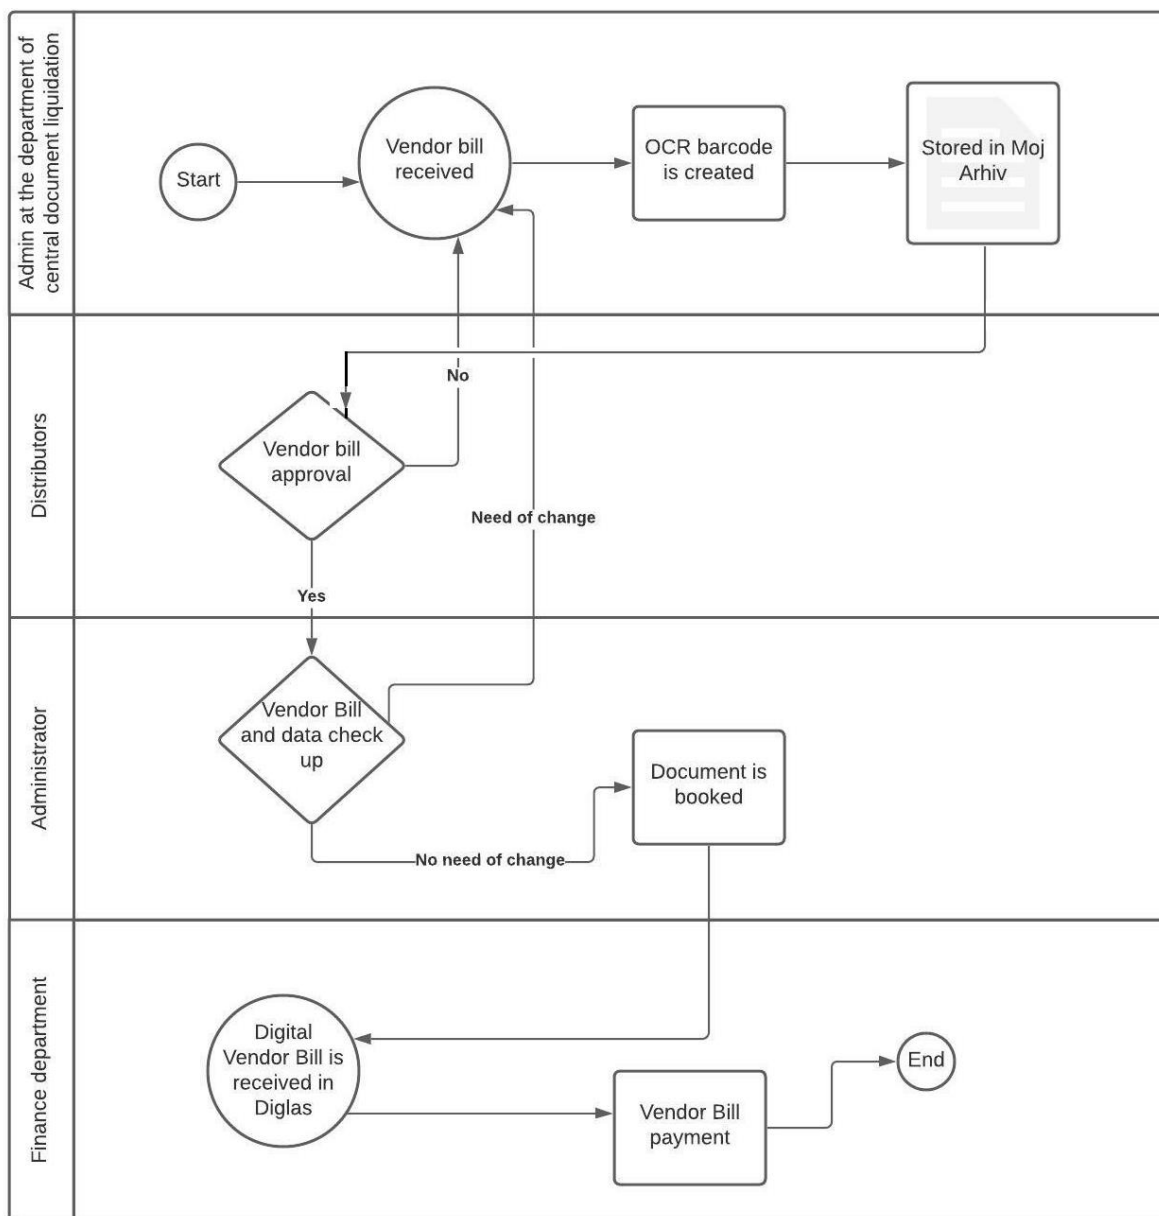 Admin at the department of
central document liquidation
Start
Vendor bill
received
OCR barcode
is created
Stored in Moj
Arhiv
Distributors
No
Vendor bill
approval
Need of change
Yes
Administrator
Vendor Bill
and data check
up
Document is
booked
No need of change
Finance department
Digital
Vendor Bill is
received in
Diglas
End
Vendor Bill
payment